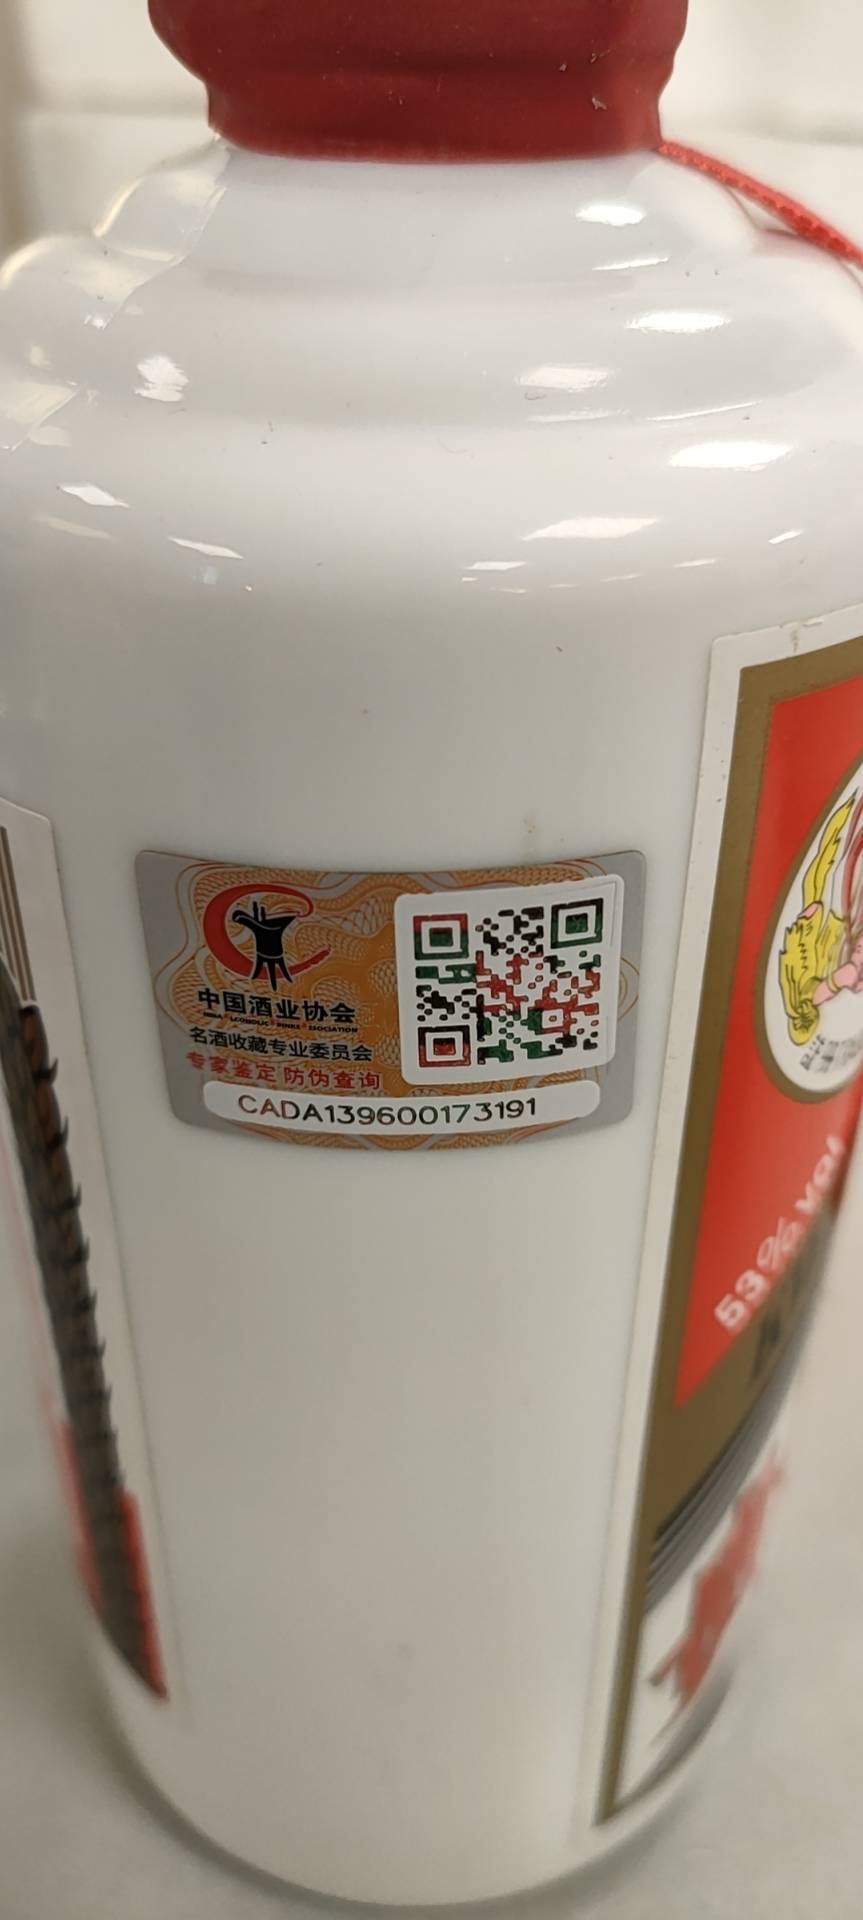 中国酒业协会
名酒收藏专业委员会
专家鉴定 防伪查询
CADA139600173191
53% vol